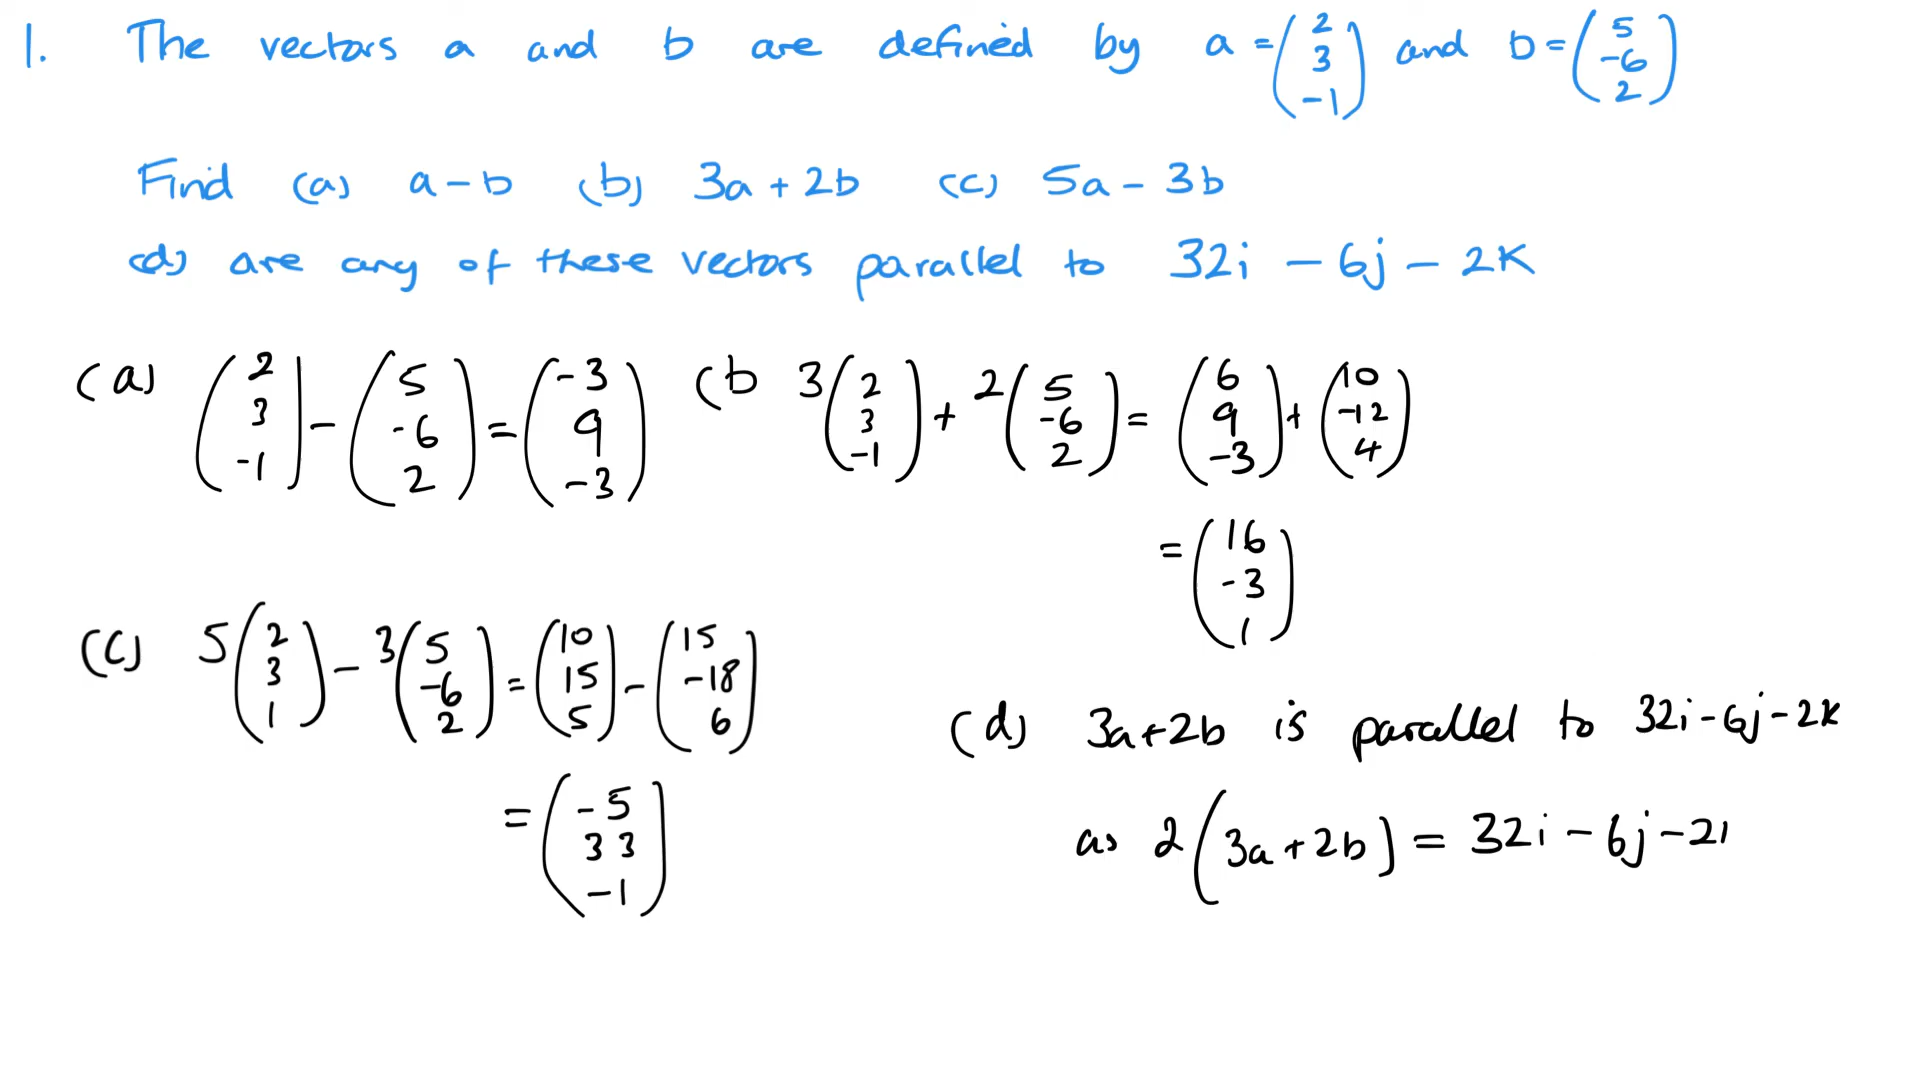 1. The vectors a and b are defined by a = (2 3 -1) and b = (5 -6 2)
Find (a) a - b (b) 3a + 2b (c) 5a - 3b
(d) are any of these vectors parallel to 32i - 6j - 2k
(a) (2 3 -1) - (5 -6 2) = (-3 9 -3)
(b 3(2 3 -1) + 2(5 -6 2) = (6 9 -3) + (10 -12 4)
= (16 -3 1)
(c) 5(2 3 1) - 3(5 -6 2) = (10 15 5) - (15 -18 6)
= (-5 33 -1)
(d) 3a+2b is parallel to 32i-6j-2k
as 2(3a+2b) = 32i - 6j - 21